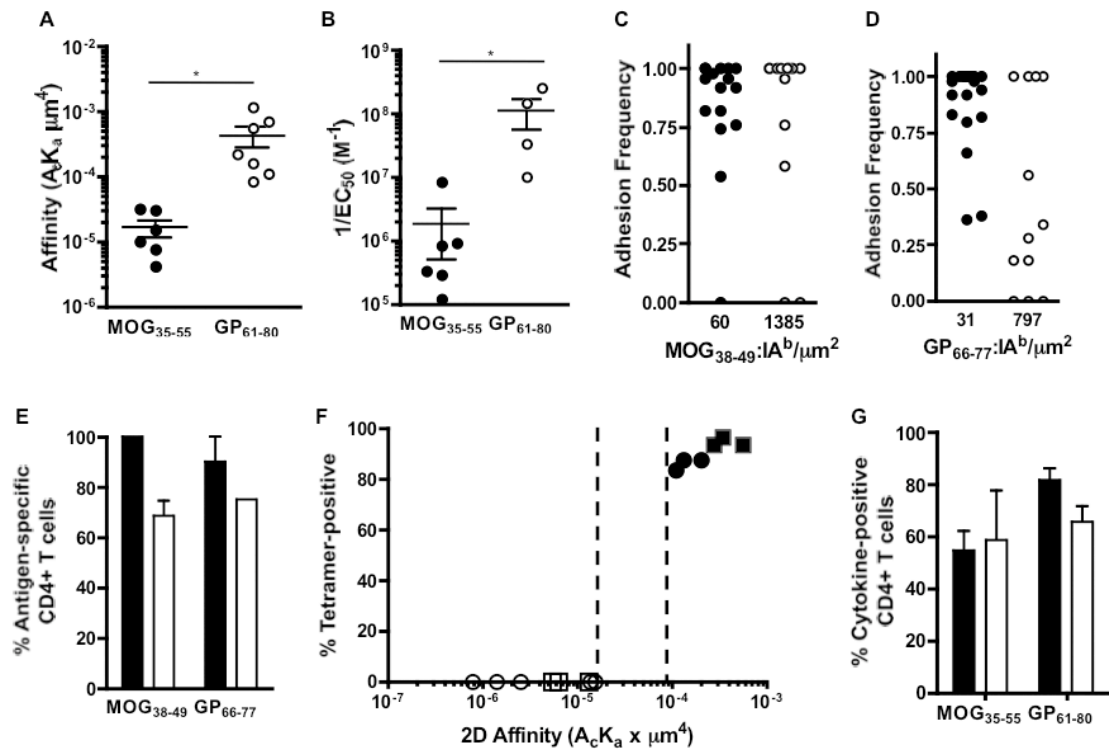 A
Affinity (AcKa μm4)
10-2
10-3
10-4
10-5
10-6
*
MOG35-55 GP61-80
B
1/EC50 (M-1)
109
108
107
106
105
*
MOG35-55 GP61-80
C
Adhesion Frequency
1.00
0.75
0.50
0.25
0.00
60 1385
MOG38-49:IAb/μm2
D
Adhesion Frequency
1.00
0.75
0.50
0.25
0.00
31 797
GP66-77:IAb/μm2
E
% Antigen-specific
CD4+ T cells
100
80
60
40
20
0
MOG38-49 GP66-77
F
% Tetramer-positive
100
80
60
40
20
0
10-7 10-6 10-5 10-4 10-3
2D Affinity (AcKa x μm4)
G
% Cytokine-positive
CD4+ T cells
100
80
60
40
20
0
MOG35-55 GP61-80